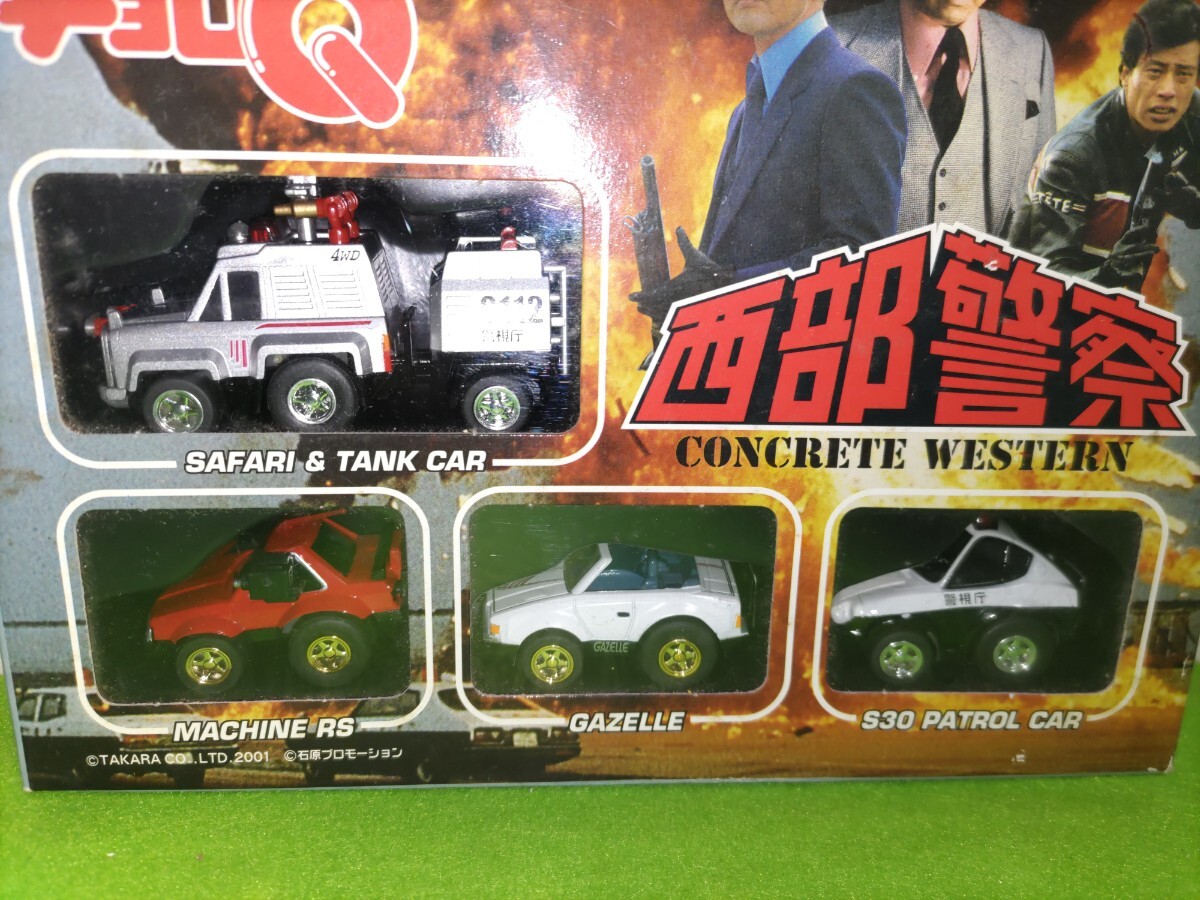 チョロQ
4WD
警視庁
西部警察
CONCRETE WESTERN
SAFARI & TANK CAR
GAZELLE
警視庁
MACHINE RS
GAZELLE
S30 PATROL CAR
©TAKARA CO.,LTD.2001 ©石原プロモーション